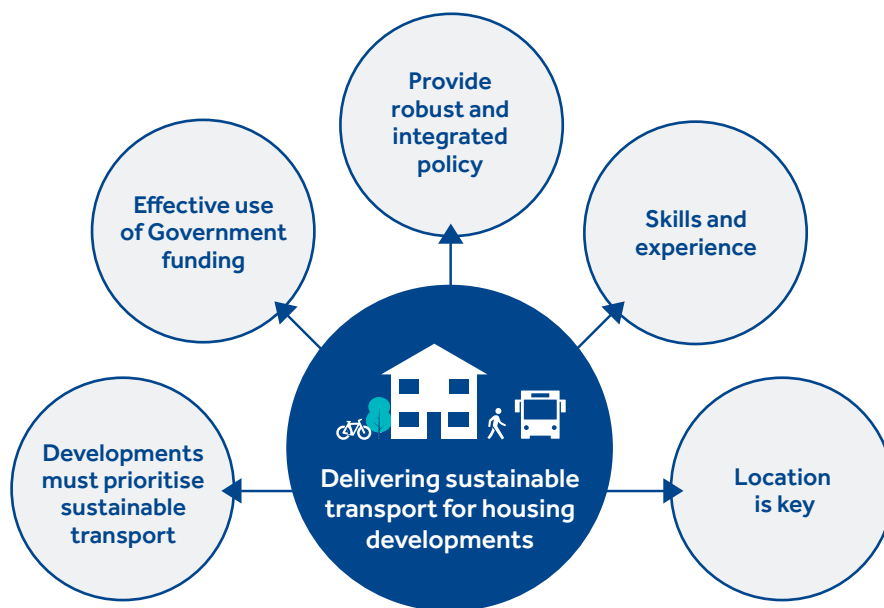 Provide
robust and
integrated
policy
Effective use
of Government
funding
Skills and
experience
Developments
must prioritise
sustainable
transport
Delivering sustainable
transport for housing
developments
Location
is key